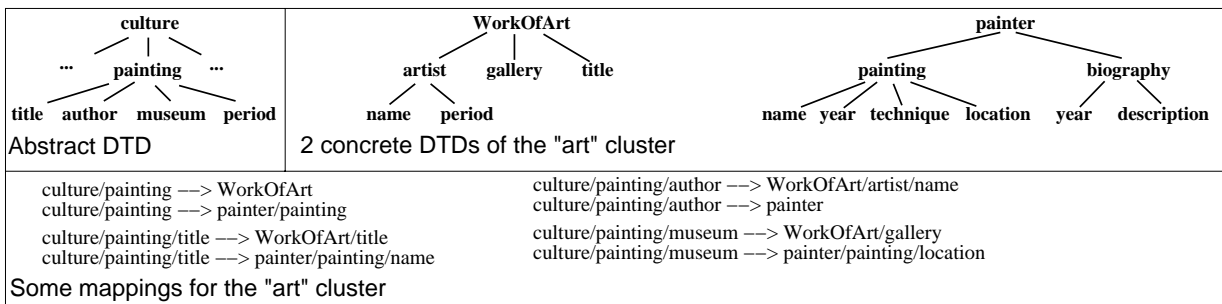 culture
... painting ...
title author museum period
Abstract DTD
WorkOfArt
artist gallery title
name period
painter
painting biography
name year technique location year description
2 concrete DTDs of the "art" cluster
culture/painting −−> WorkOfArt
culture/painting −−> painter/painting
culture/painting/title −−> WorkOfArt/title
culture/painting/title −−> painter/painting/name
culture/painting/author −−> WorkOfArt/artist/name
culture/painting/author −−> painter
culture/painting/museum −−> WorkOfArt/gallery
culture/painting/museum −−> painter/painting/location
Some mappings for the "art" cluster